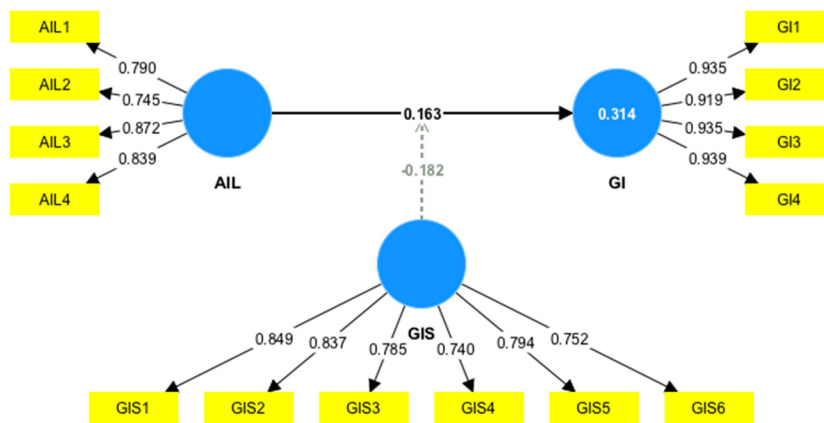 AIL1
AIL2
AIL3
AIL4
0.790
0.745
0.872
0.839
AIL
0.163
-0.182
0.314
GI
0.935
0.919
0.935
0.939
GI1
GI2
GI3
GI4
GIS
0.849
0.837
0.785
0.740
0.794
0.752
GIS1
GIS2
GIS3
GIS4
GIS5
GIS6